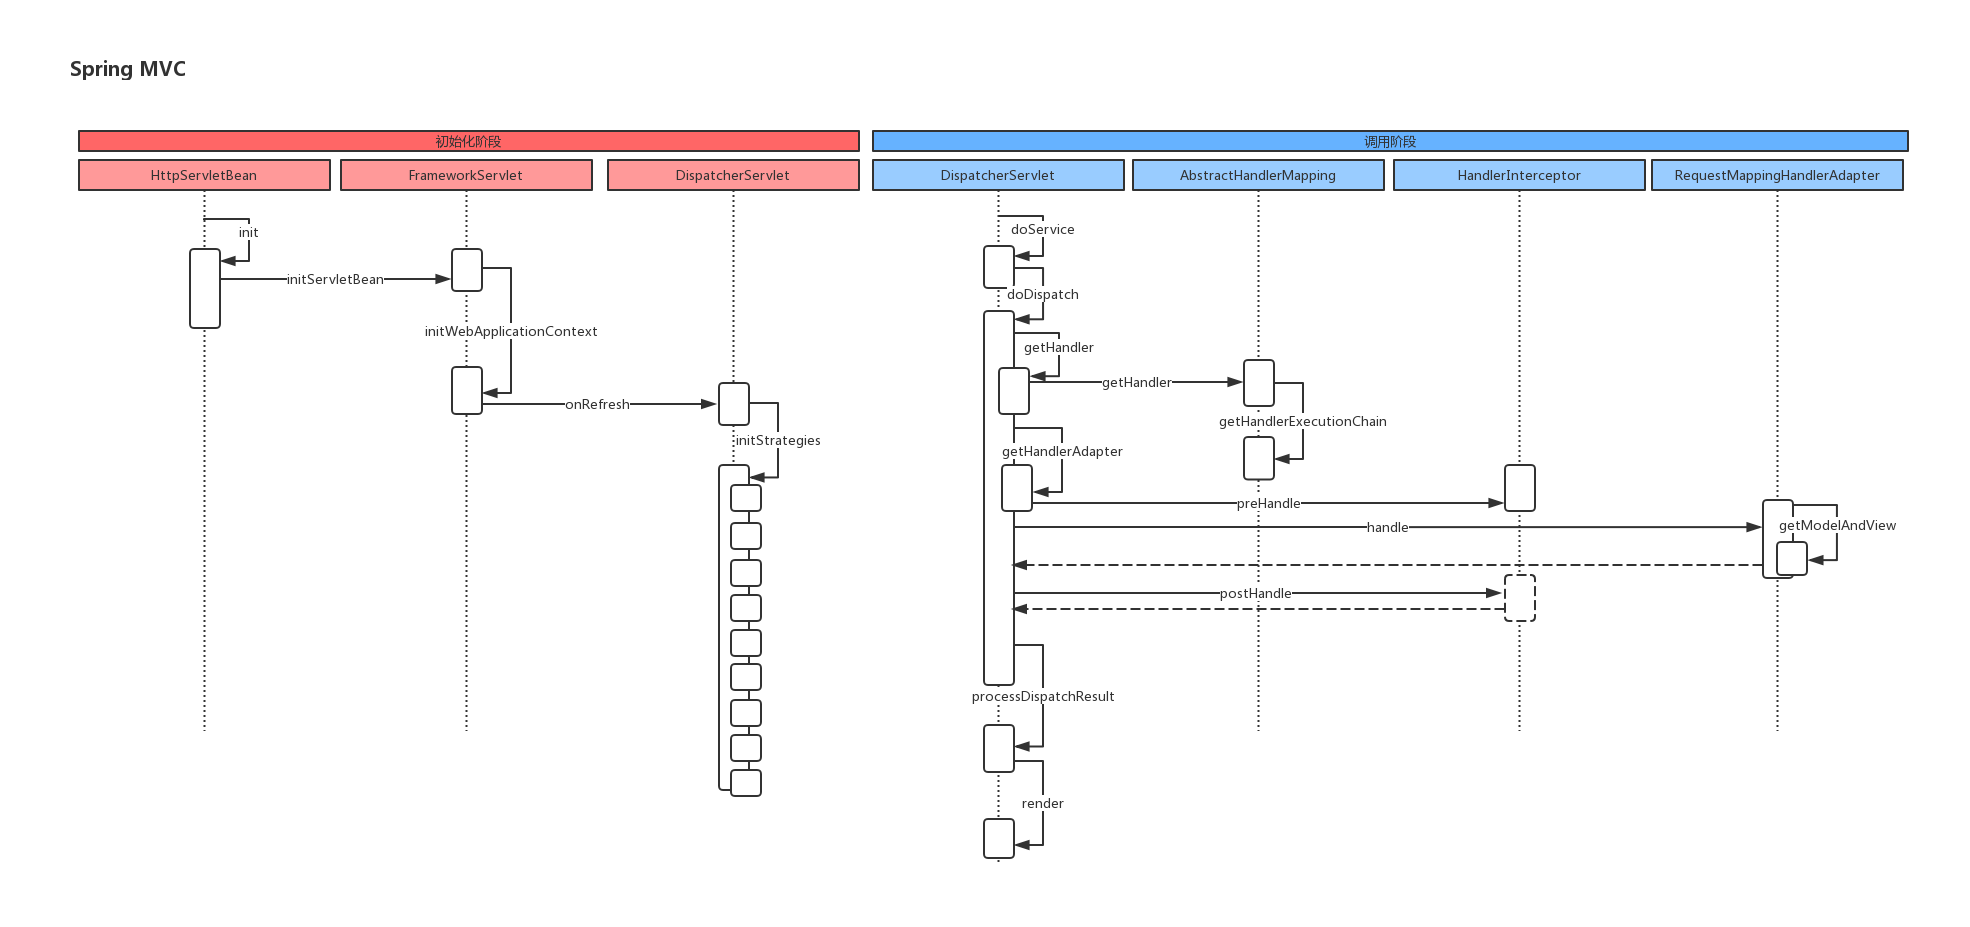 Spring MVC
初始化阶段
调用阶段
HttpServletBean
FrameworkServlet
DispatcherServlet
DispatcherServlet
AbstractHandlerMapping
HandlerInterceptor
RequestMappingHandlerAdapter
init
initServletBean
initWebApplicationContext
onRefresh
initStrategies
doService
doDispatch
getHandler
getHandler
getHandlerExecutionChain
getHandlerAdapter
preHandle
handle
getModelAndView
postHandle
processDispatchResult
render